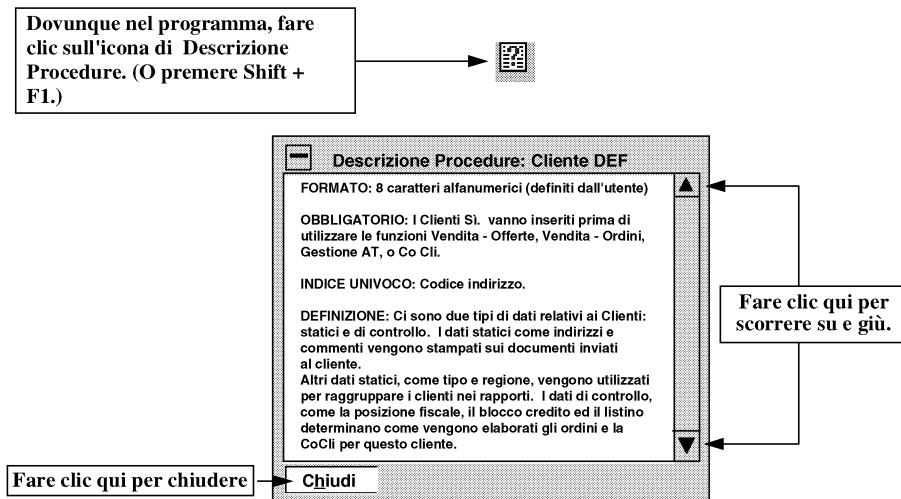 Dovunque nel programma, fare
clic sull'icona di Descrizione
Procedure. (O premere Shift +
F1.)
?
Descrizione Procedure: Cliente DEF
FORMATO: 8 caratteri alfanumerici (definiti dall'utente)
OBBLIGATORIO: I Clienti Sì. vanno inseriti prima di
utilizzare le funzioni Vendita - Offerte, Vendita - Ordini,
Gestione AT, o Co Cli.
INDICE UNIVOCO: Codice indirizzo.
DEFINIZIONE: Ci sono due tipi di dati relativi ai Clienti:
statici e di controllo. I dati statici come indirizzi e
commenti vengono stampati sui documenti inviati
al cliente.
Altri dati statici, come tipo e regione, vengono utilizzati
per raggruppare i clienti nei rapporti. I dati di controllo,
come la posizione fiscale, il blocco credito ed il listino
determinano come vengono elaborati gli ordini e la
CoCli per questo cliente.
Fare clic qui per
scorrere su e giù.
Fare clic qui per chiudere
Chiudi